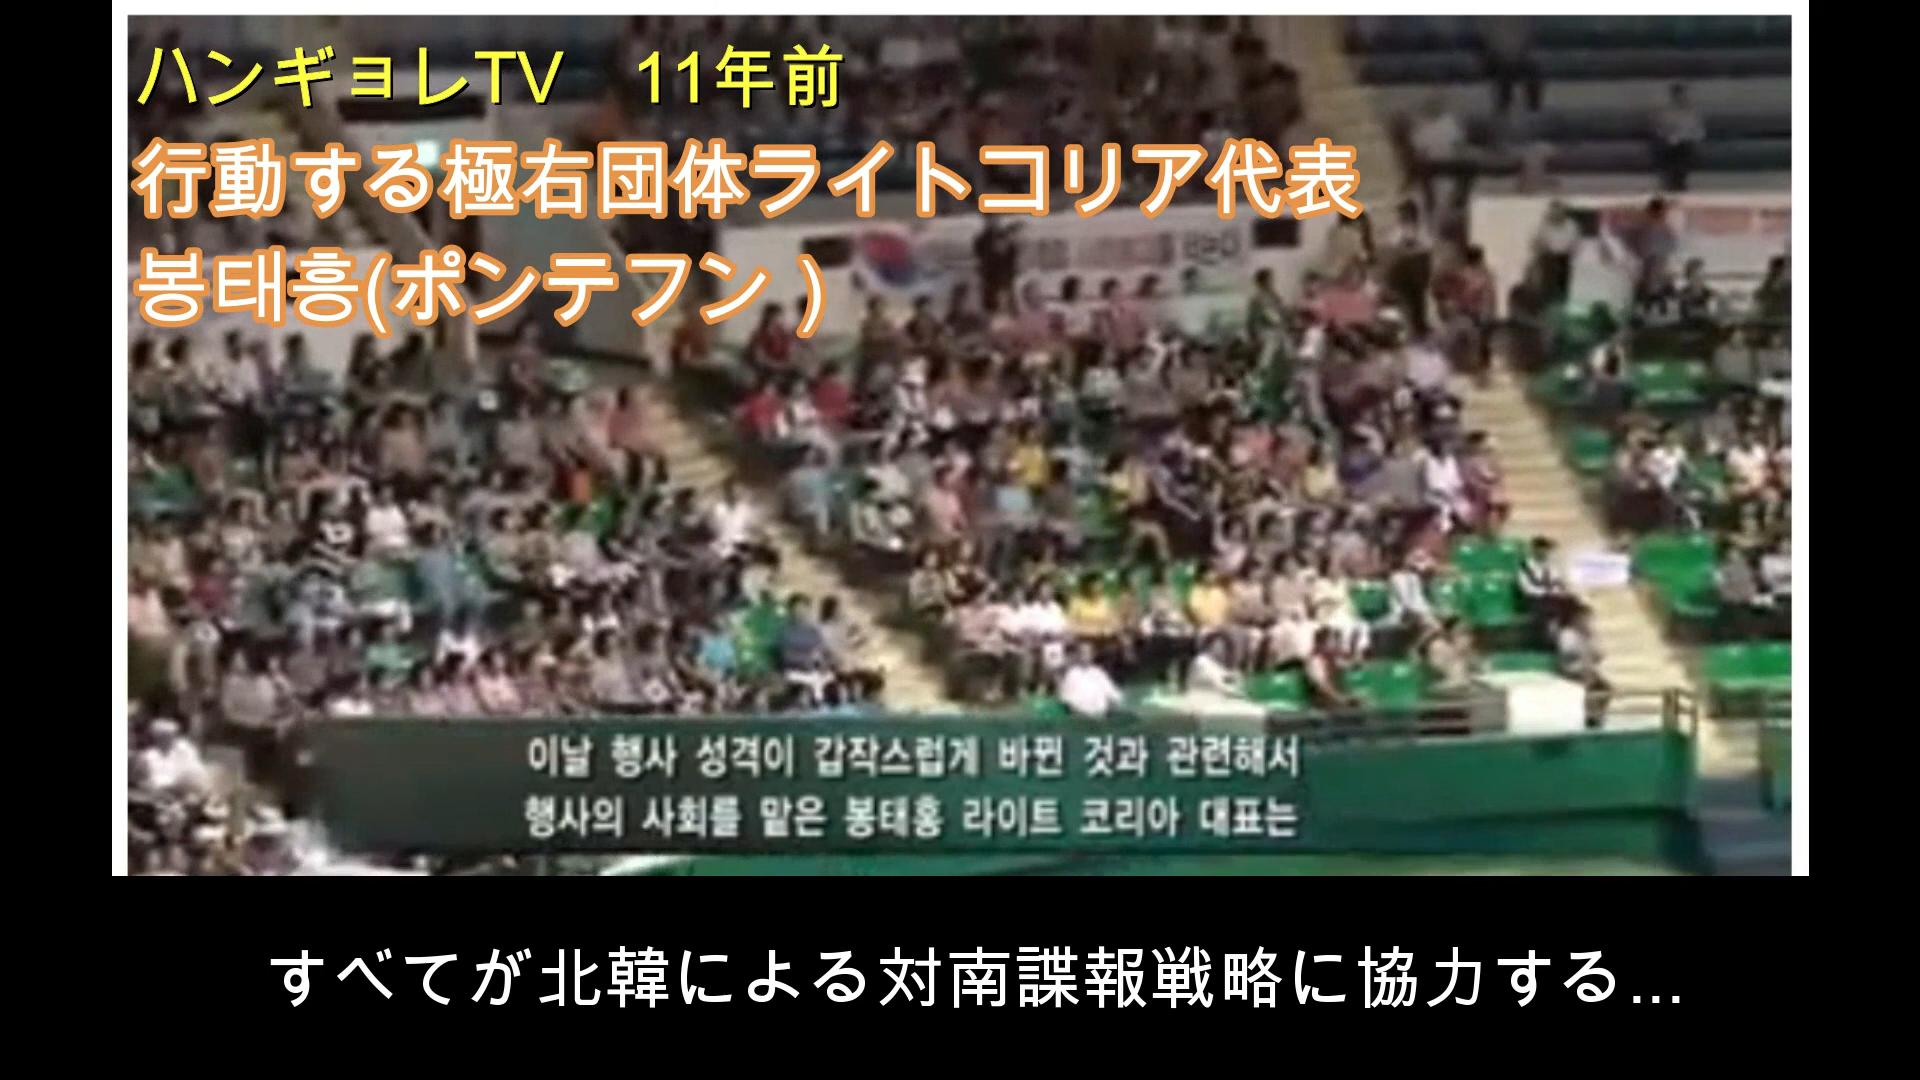 ハンギョレTV　11年前
行動する極右団体ライトコリア代表
봉태홍(ポンテフン )
이날 행사 성격이 갑작스럽게 바뀐 것과 관련해서
행사의 사회를 맡은 봉태홍 라이트 코리아 대표는
すべてが北韓による対南諜報戦略に協力する...